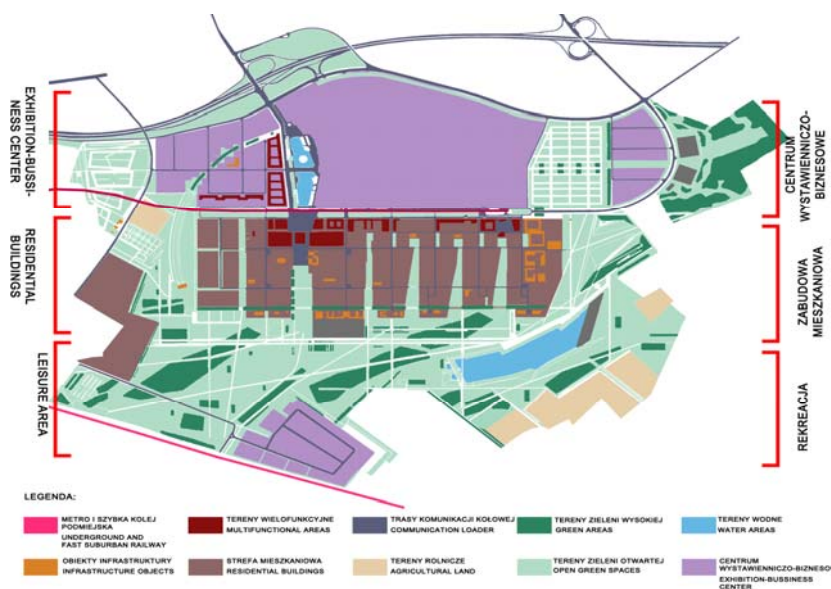 EXHIBITION-BUSSI-
NESS CENTER
RESIDENTIAL
BUILDINGS
LEISURE AREA
CENTRUM
WYSTAWIENNICZO-
BIZNESOWE
ZABUDOWA
MIESZKANIOWA
REKREACJA
LEGENDA:
METRO I SZYBKA KOLEJ
PODMIEJSKA
UNDERGROUND AND
FAST SUBURBAN RAILWAY
TERENY WIELOFUNKCYJNE
MULTIFUNCTIONAL AREAS
TRASY KOMUNIKACJI KOŁOWEJ
COMMUNICATION LOADER
TERENY ZIELENI WYSOKIEJ
GREEN AREAS
TERENY WODNE
WATER AREAS
OBIEKTY INFRASTRUKTURY
INFRASTRUCTURE OBJECTS
STREFA MIESZKANIOWA
RESIDENTIAL BUILDINGS
TERENY ROLNICZE
AGRICULTURAL LAND
TERENY ZIELENI OTWARTEJ
OPEN GREEN SPACES
CENTRUM
WYSTAWIENNICZO-BIZNESOW
EXHIBITION-BUSSINESS
CENTER